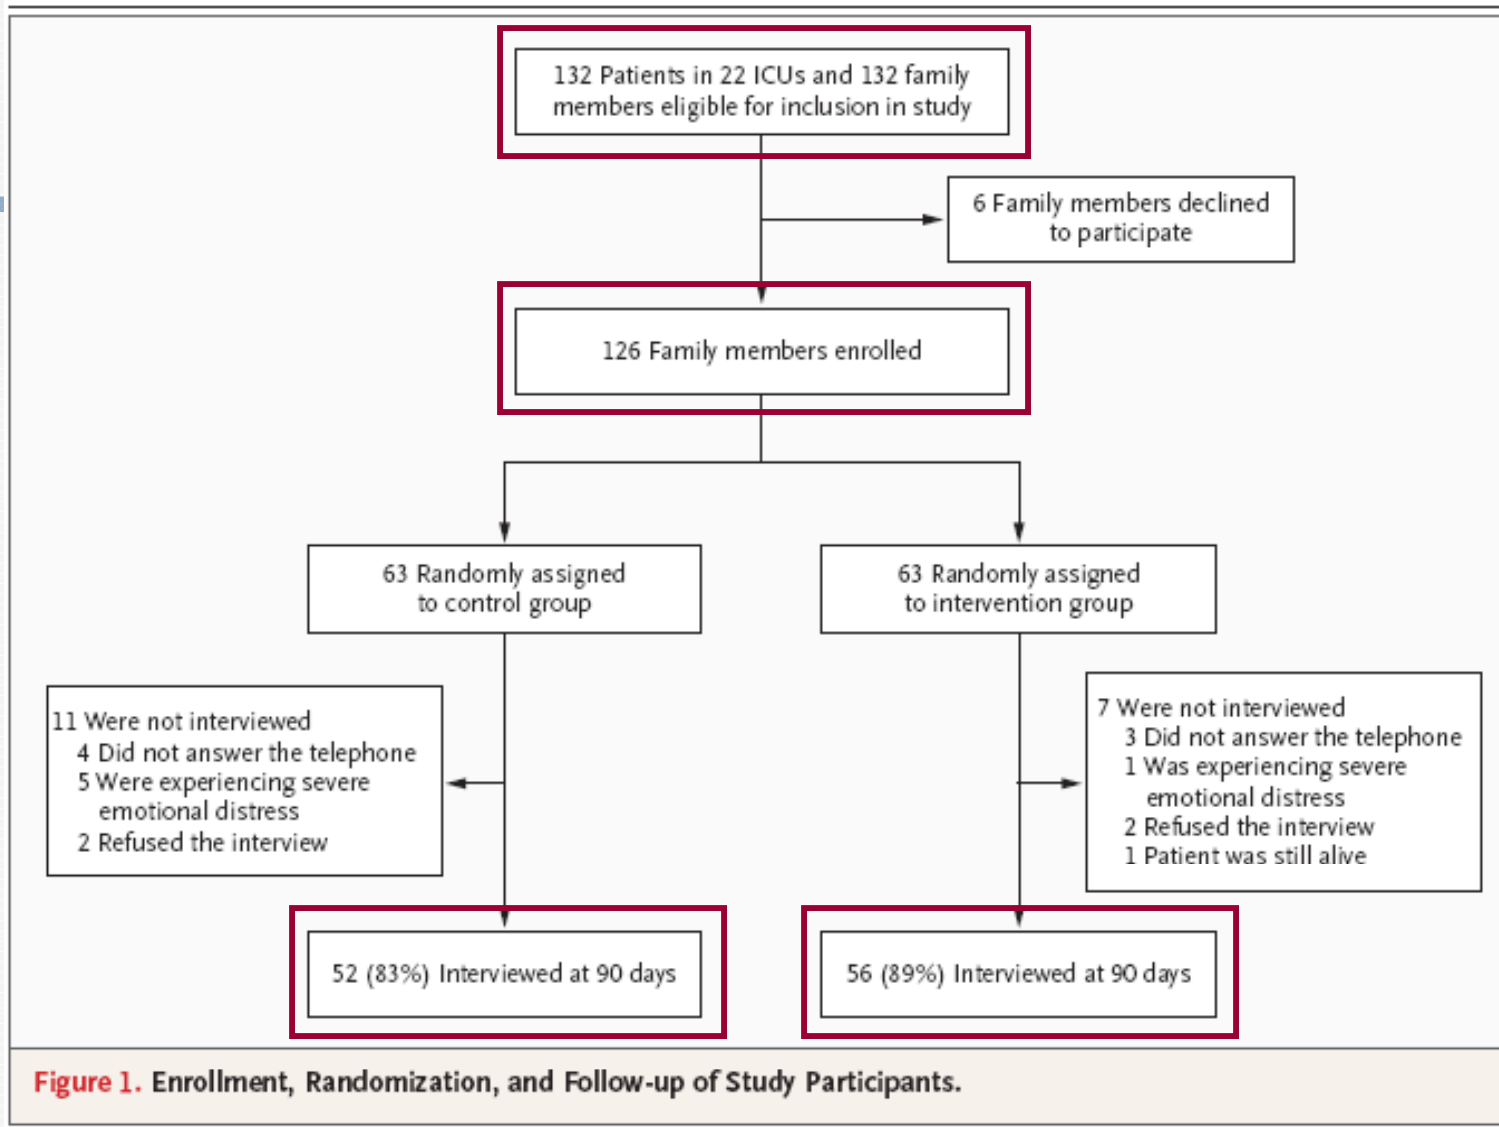 132 Patients in 22 ICUs and 132 family
members eligible for inclusion in study
6 Family members declined
to participate
126 Family members enrolled
63 Randomly assigned
to control group
63 Randomly assigned
to intervention group
11 Were not interviewed
4 Did not answer the telephone
5 Were experiencing severe
emotional distress
2 Refused the interview
7 Were not interviewed
3 Did not answer the telephone
1 Was experiencing severe
emotional distress
2 Refused the interview
1 Patient was still alive
52 (83%) Interviewed at 90 days
56 (89%) Interviewed at 90 days
Figure 1. Enrollment, Randomization, and Follow-up of Study Participants.